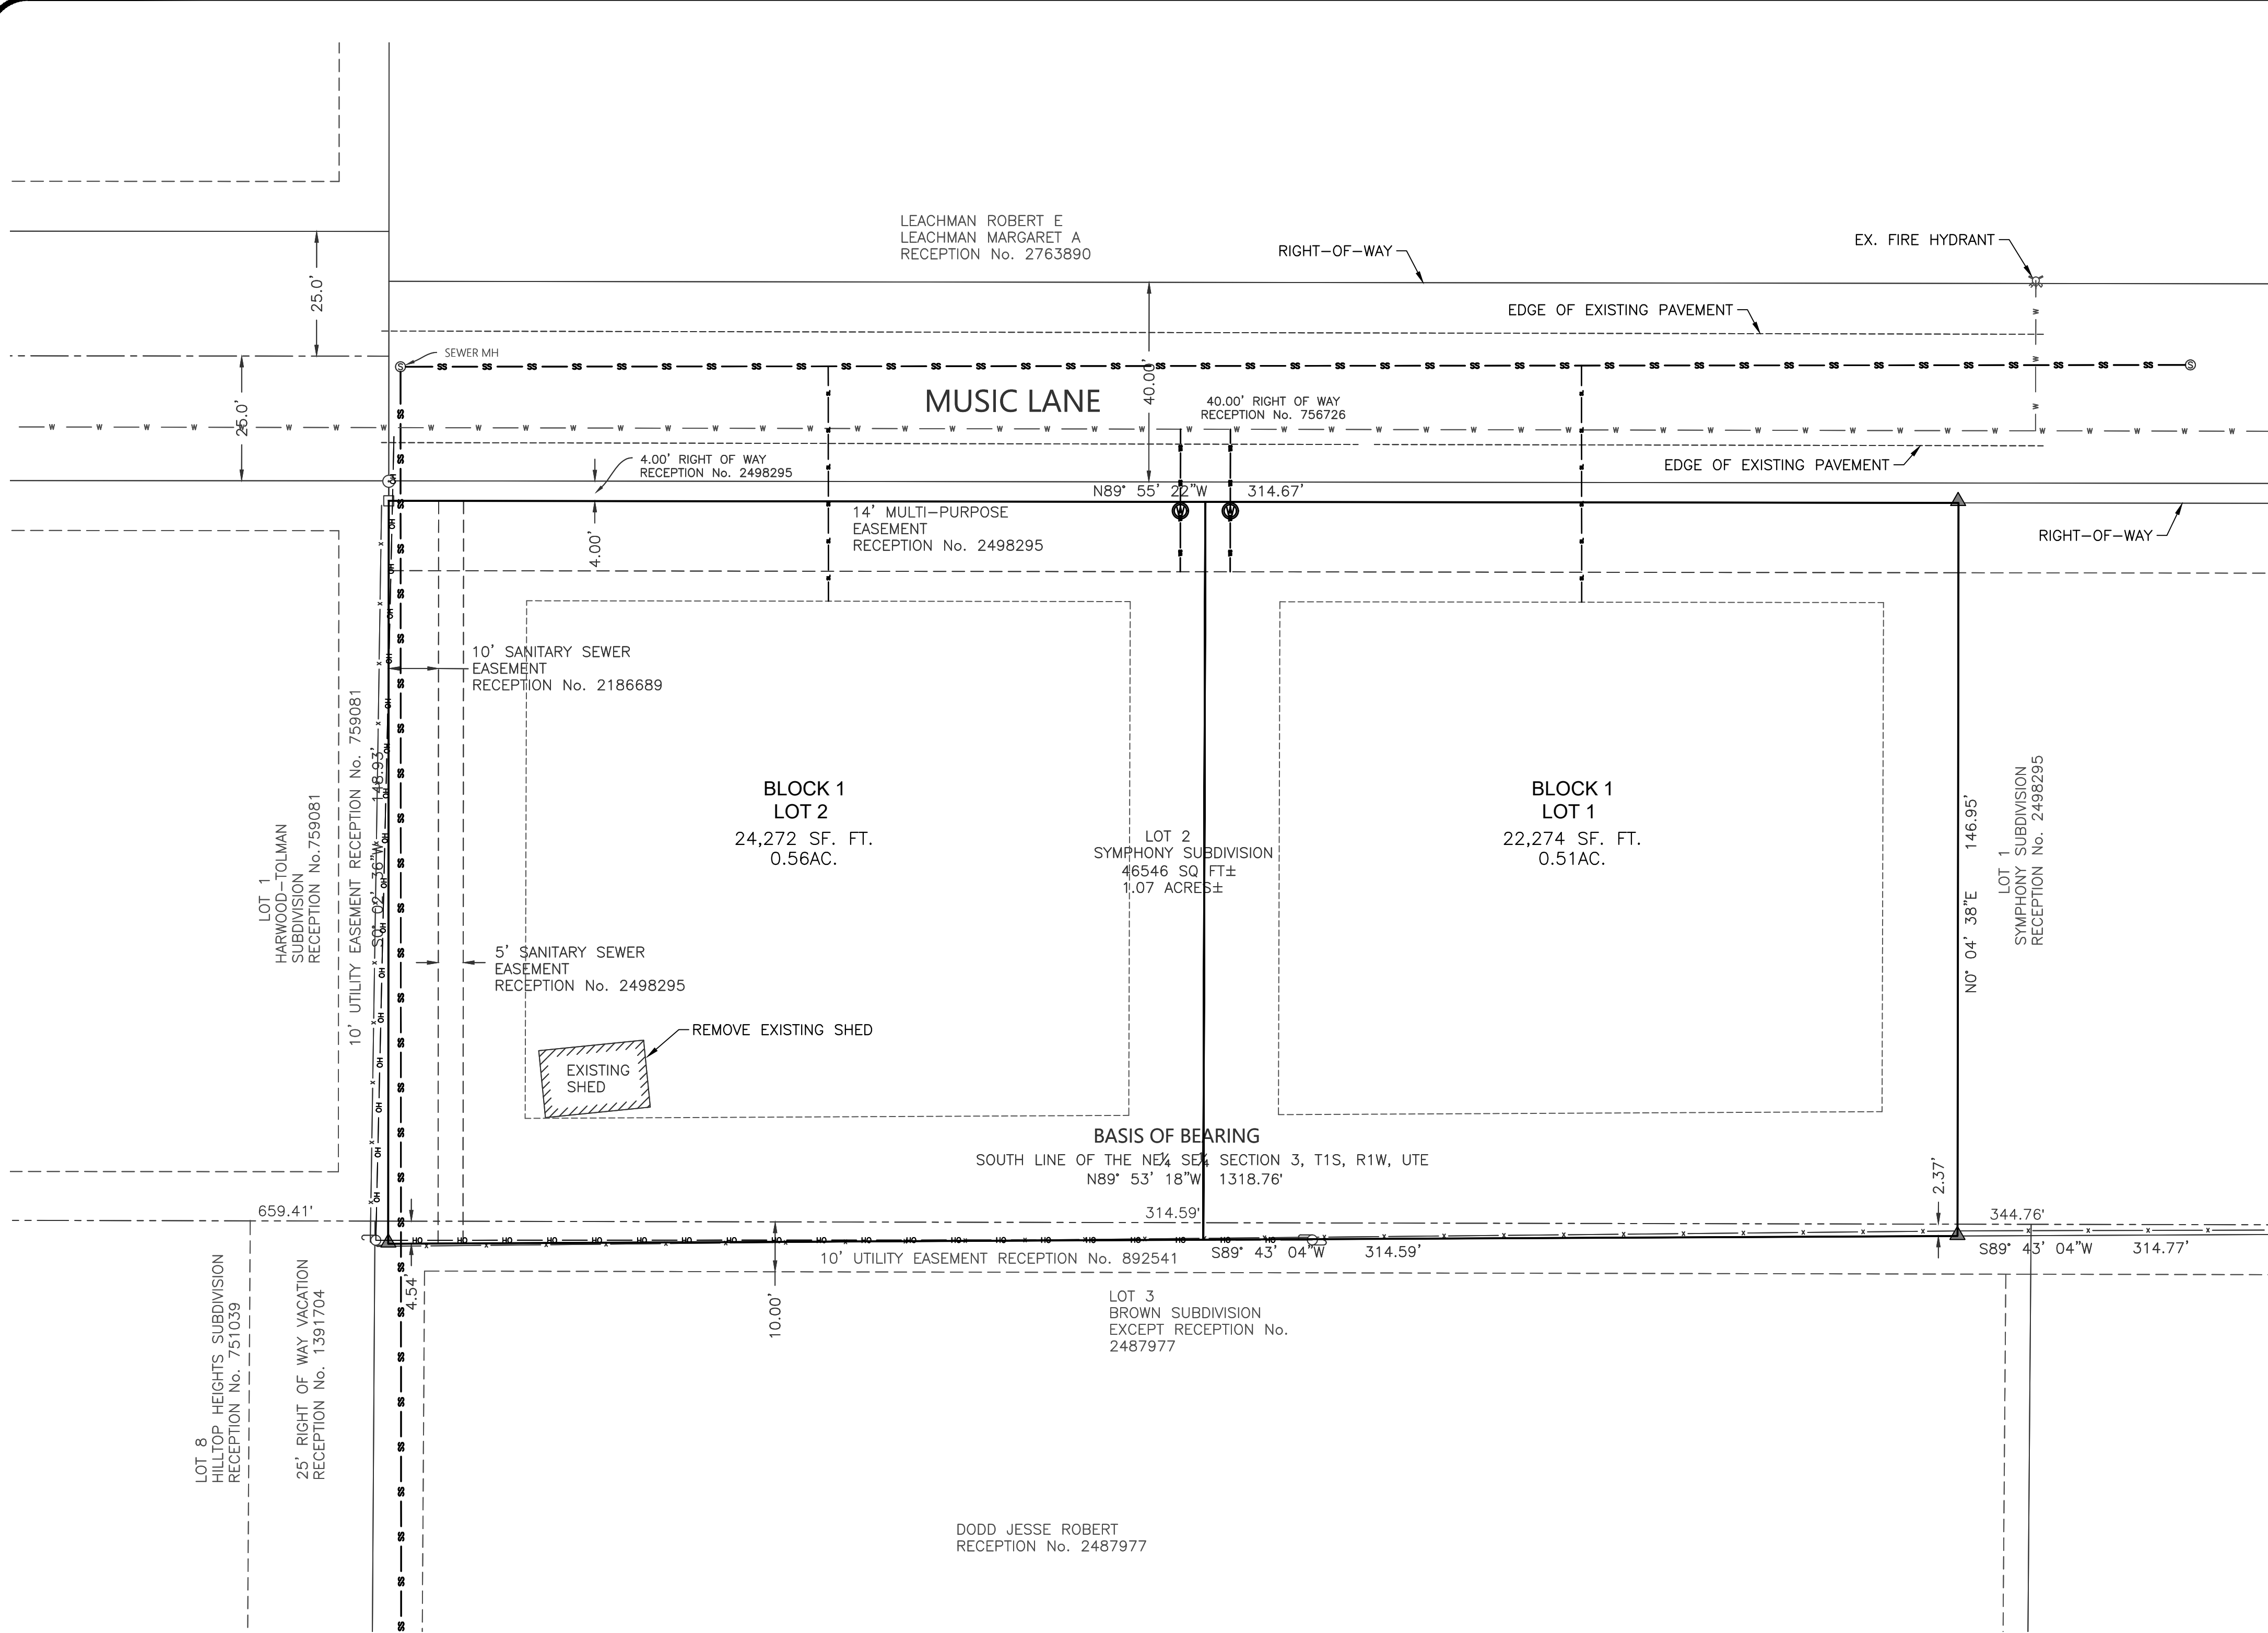 LEACHMAN ROBERT E
LEACHMAN MARGARET A
RECEPTION No. 2763890
RIGHT-OF-WAY
EX. FIRE HYDRANT
25.0'
EDGE OF EXISTING PAVEMENT
SEWER MH
25.0'
40.00'
MUSIC LANE
40.00' RIGHT OF WAY
RECEPTION No. 756726
4.00' RIGHT OF WAY
RECEPTION No. 2498295
EDGE OF EXISTING PAVEMENT
N89° 55' 22"W 314.67'
14' MULTI-PURPOSE
EASEMENT
RECEPTION No. 2498295
4.00'
RIGHT-OF-WAY
10' SANITARY SEWER
EASEMENT
RECEPTION No. 2186689
10' UTILITY EASEMENT RECEPTION No. 759081
S0° 02' 36"W 148.93'
LOT 1
HARWOOD-TOLMAN
SUBDIVISION
RECEPTION No.759081
BLOCK 1
LOT 2
24,272 SF. FT.
0.56AC.
LOT 2
SYMPHONY SUBDIVISION
46546 SQ FT±
1.07 ACRES±
BLOCK 1
LOT 1
22,274 SF. FT.
0.51AC.
N0° 04' 38"E 146.95'
LOT 1
SYMPHONY SUBDIVISION
RECEPTION No. 2498295
5' SANITARY SEWER
EASEMENT
RECEPTION No. 2498295
REMOVE EXISTING SHED
EXISTING
SHED
BASIS OF BEARING
SOUTH LINE OF THE NE¼ SE¼ SECTION 3, T1S, R1W, UTE
N89° 53' 18"W 1318.76'
659.41'
314.59'
2.37'
344.76'
S89° 43' 04"W 314.59'
S89° 43' 04"W 314.77'
10' UTILITY EASEMENT RECEPTION No. 892541
4.54'
10.00'
LOT 3
BROWN SUBDIVISION
EXCEPT RECEPTION No.
2487977
LOT 8
HILLTOP HEIGHTS SUBDIVISION
RECEPTION No. 751039
25' RIGHT OF WAY VACATION
RECEPTION No. 1391704
DODD JESSE ROBERT
RECEPTION No. 2487977